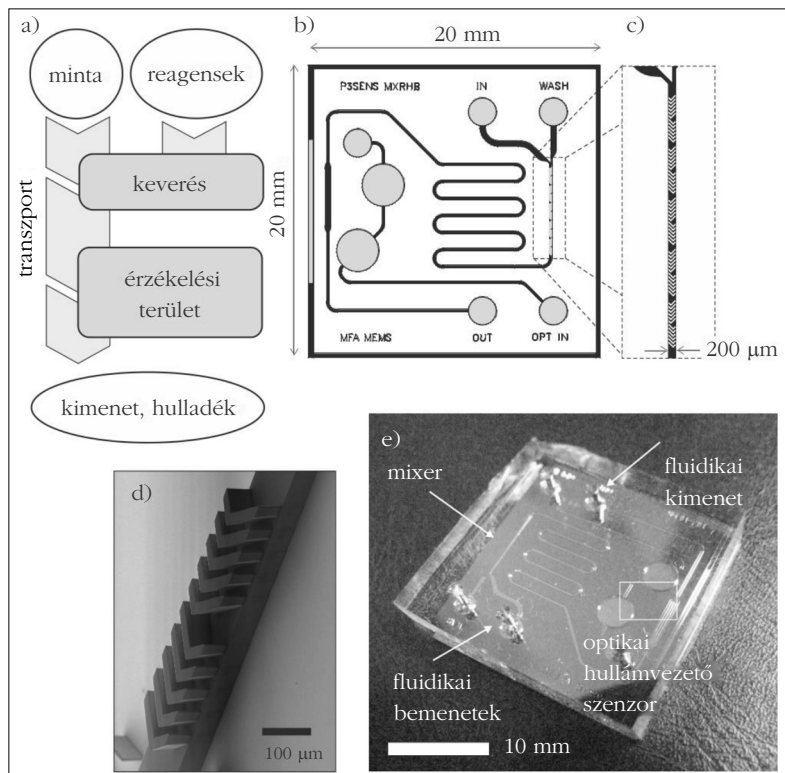 a)
minta
reagensek
keverés
transzport
érzékelési
terület
kimenet, hulladék
b)
20 mm
20 mm
P3SENS MXRHB
IN
WASH
MFA MEMS
OUT
OPT IN
c)
200 μm
d)
100 μm
e)
mixer
fluidikai
kimenet
fluidikai
bemenetek
optikai
hullámvezető
szenzor
10 mm